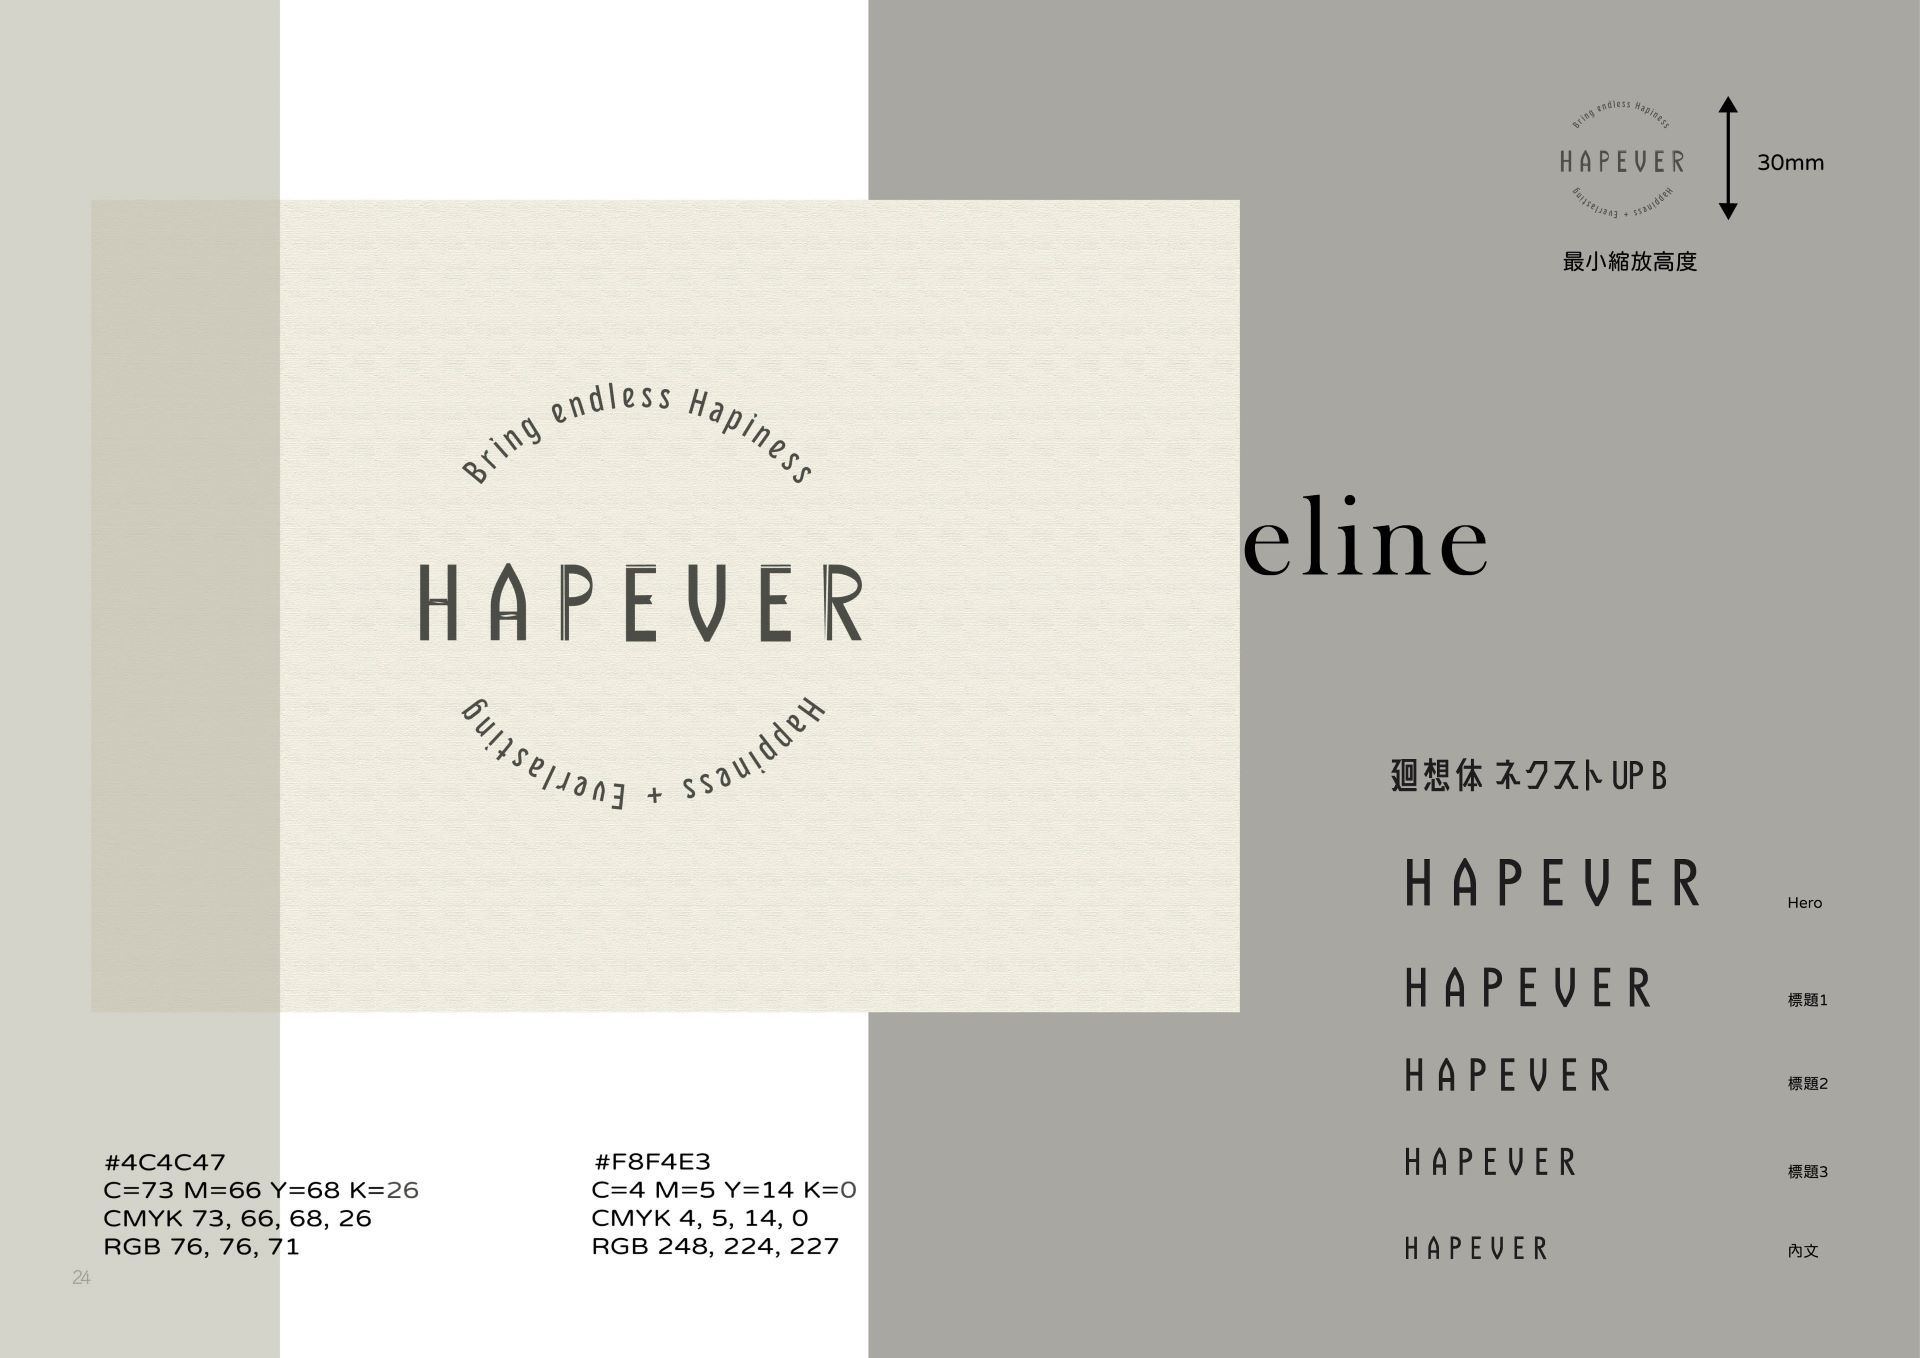 Bring endless Hapiness
HAPEVER
Happiness + Everlasting
30mm
最小縮放高度
Bring endless Hapiness
HAPEVER
Happiness + Everlasting
eline
廻想体 ネクスト UP B
HAPEVER
Hero
HAPEVER
標題1
HAPEVER
標題2
HAPEVER
標題3
HAPEVER
內文
#4C4C47
C=73 M=66 Y=68 K=26
CMYK 73, 66, 68, 26
RGB 76, 76, 71
#F8F4E3
C=4 M=5 Y=14 K=0
CMYK 4, 5, 14, 0
RGB 248, 224, 227
24